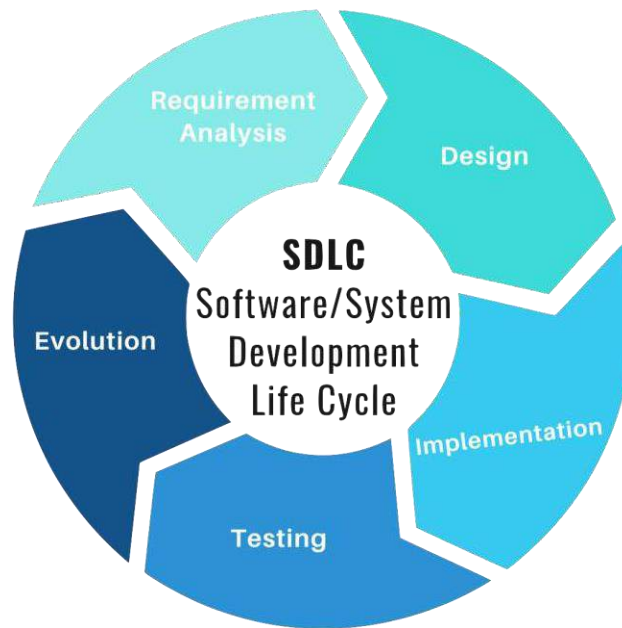 Requirement
Analysis
Design
SDLC
Software/System
Development
Life Cycle
Evolution
Implementation
Testing